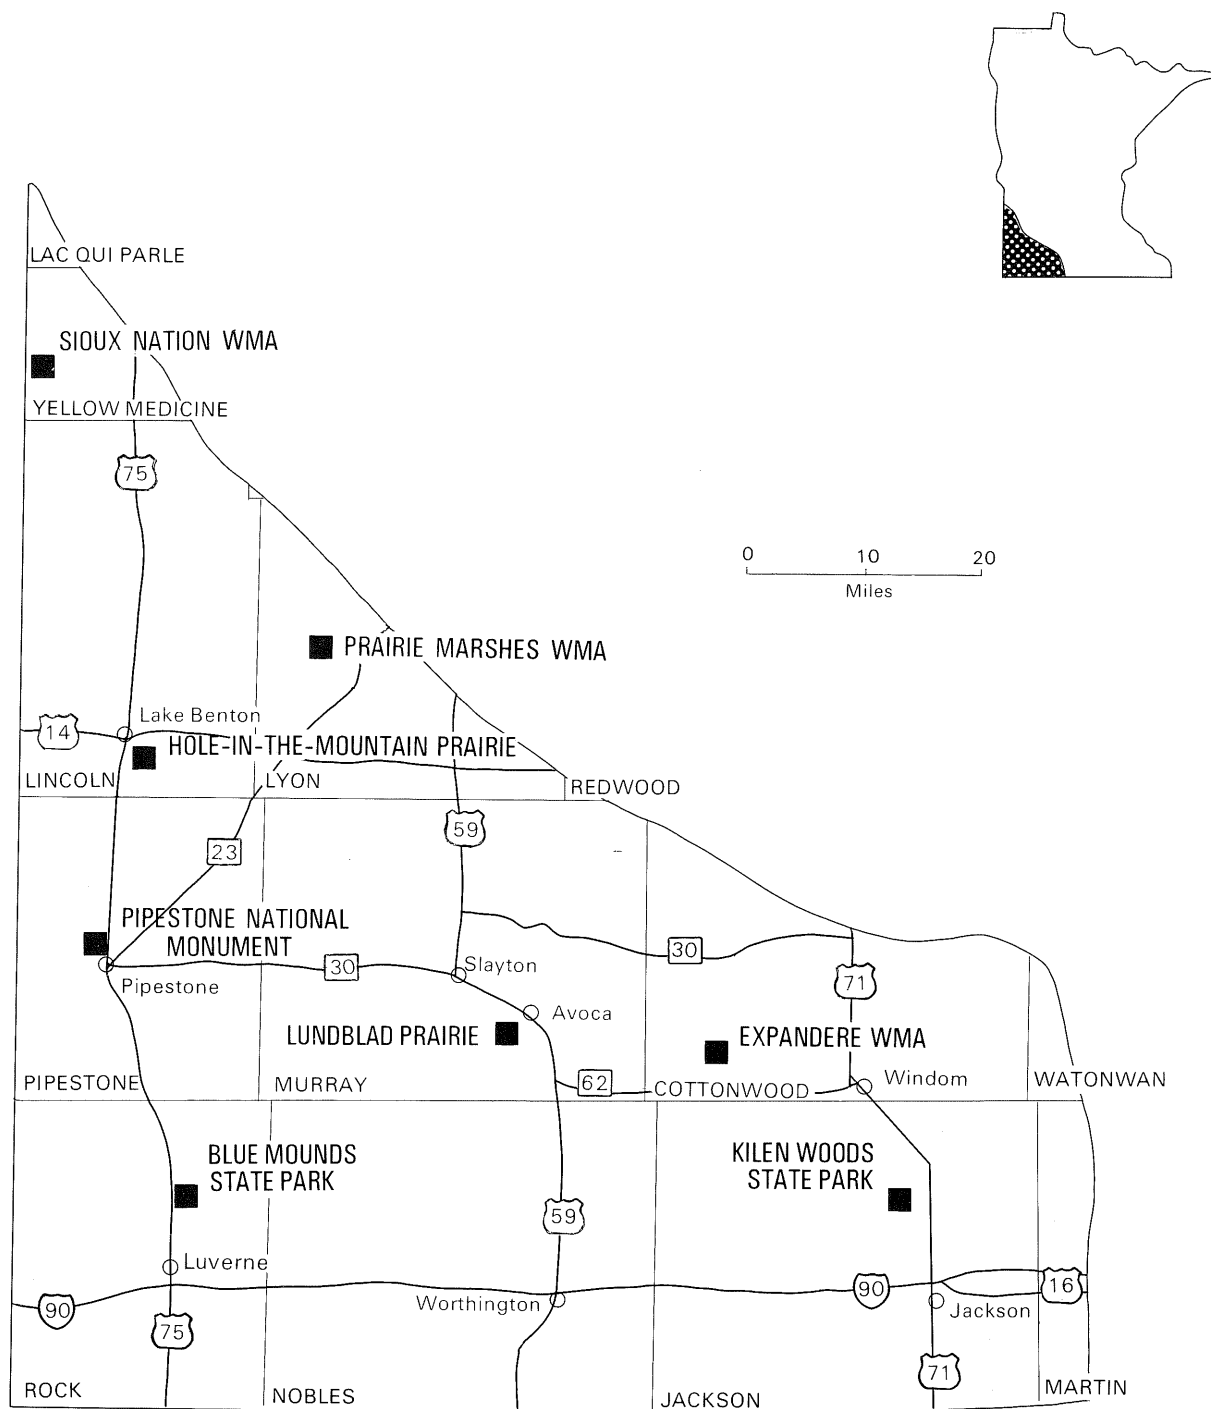 LAC QUI PARLE
SIOUX NATION WMA
YELLOW MEDICINE
75
0 10 20
Miles
PRAIRIE MARSHES WMA
14
Lake Benton
HOLE-IN-THE-MOUNTAIN PRAIRIE
LINCOLN
LYON
REDWOOD
59
23
PIPESTONE NATIONAL
MONUMENT
30
30
Slayton
Pipestone
71
Avoca
LUNDBLAD PRAIRIE
EXPANDERE WMA
PIPESTONE
MURRAY
62
COTTONWOOD
Windom
WATONWAN
BLUE MOUNDS
STATE PARK
KILEN WOODS
STATE PARK
59
Luverne
90
Worthington
90
16
Jackson
75
71
ROCK
NOBLES
JACKSON
MARTIN